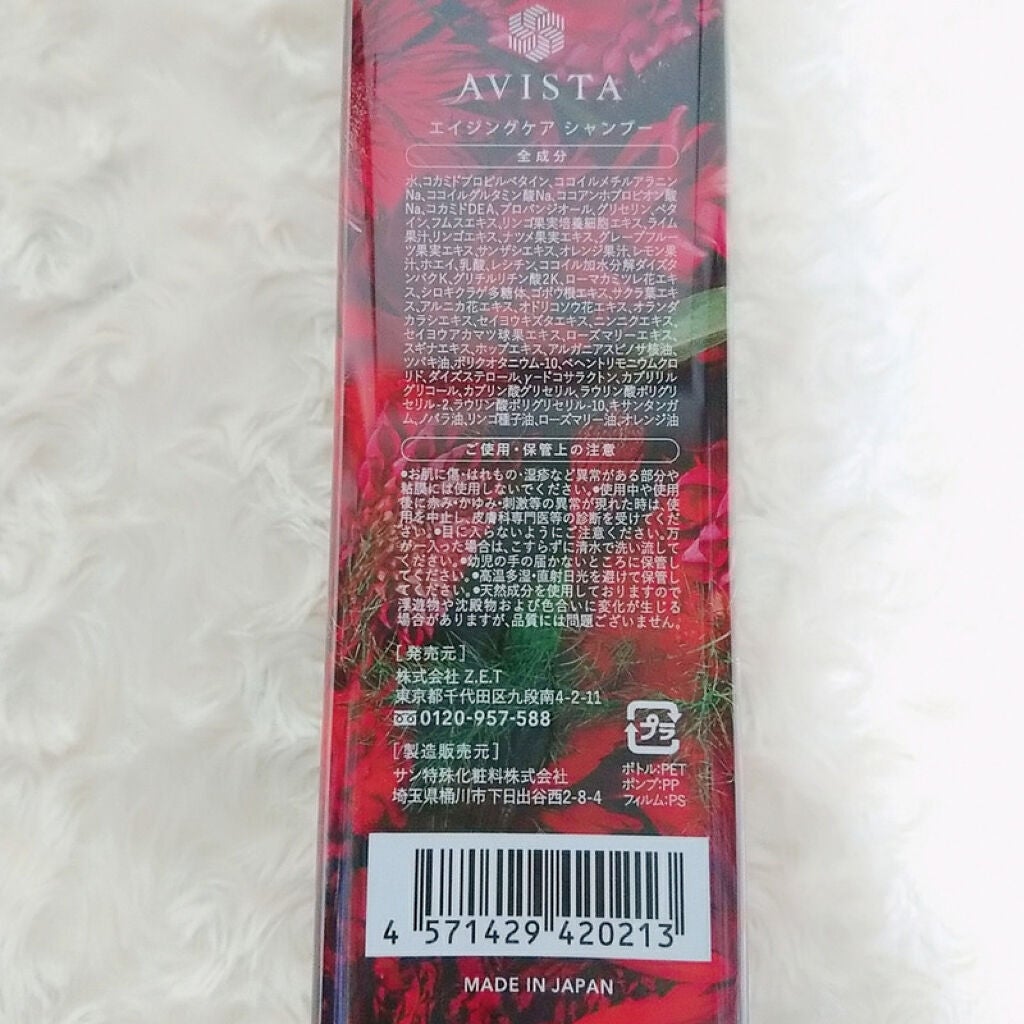 AVISTA
エイジングケア シャンプー
全成分
水、コカミドプロピルベタイン、ココイルメチルアラニン
Na、ココイルグルタミン酸Na、ココアンホプロピオン酸
Na、コカミドDEA、プロパンジオール、グリセリン、ベタ
イン、フムスエキス、リンゴ果実培養細胞エキス、ライム
果汁、リンゴエキス、ナツメ果実エキス、グレープフルー
ツ果実エキス、サンザシエキス、オレンジ果汁、レモン果
汁、ホエイ、乳酸、レシチン、ココイル加水分解ダイズタ
ンパクK、グリチルリチン酸2K、ローマカミツレ花エキ
ス、シロキクラゲ多糖体、ゴボウ根エキス、サクラ葉エキ
ス、アルニカ花エキス、オドリコソウ花エキス、オランダ
カラシエキス、セイヨウキズタエキス、ニンニクエキス、
セイヨウアカマツ球果エキス、ローズマリーエキス、
スギナエキス、ホップエキス、アルガニアスピノサ核油、
ツバキ油、ポリクオタニウム-10、ベヘントリモニウムクロ
リド、ダイズステロール、γ-ドコサラクトン、カプリリル
グリコール、カプリン酸グリセリル、ラウリン酸ポリグリ
セリル-2、ラウリン酸ポリグリセリル-10、キサンタンガ
ム、ノバラ油、リンゴ種子油、ローズマリー油、オレンジ油
ご使用・保管上の注意
●お肌に傷・はれもの・湿疹など異常がある部分や
粘膜には使用しないでください。●使用中や使用
後に赤み・かゆみ・刺激等の異常が現れた時は、使
用を中止し、皮膚科専門医等の診断を受けてくだ
さい。●目に入らないようにご注意ください。万
が一入った場合は、こすらずに清水で洗い流して
ください。●幼児の手の届かないところに保管し
てください。●高温多湿・直射日光を避けて保管し
てください。●天然成分を使用しておりますので
浮遊物や沈殿物および色合いに変化が生じる
場合がありますが、品質には問題ございません。
[発売元]
株式会社 Z.E.T
東京都千代田区九段南4-2-11
0120-957-588
[製造販売元]
サン特殊化粧料株式会社
埼玉県桶川市下日出谷西2-8-4
プラ
ボトル:PET
ポンプ:PP
フィルム:PS
4 571429 420213
MADE IN JAPAN